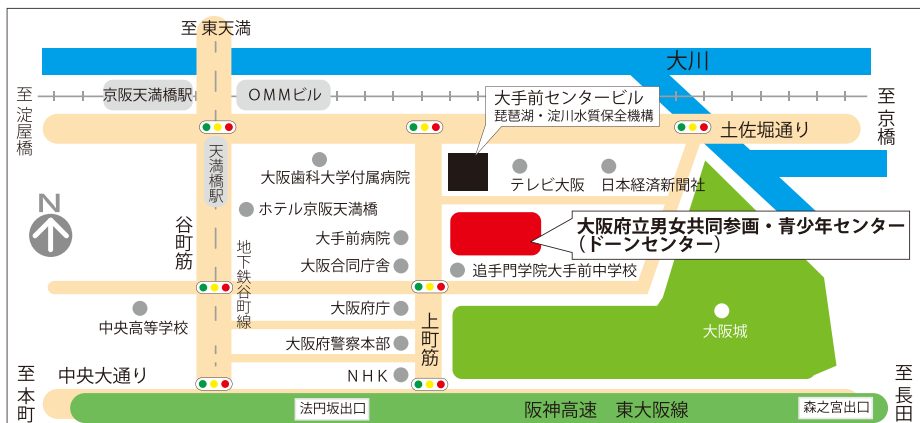 至 東天満
大川
至淀屋橋
京阪天満橋駅
OMMビル
大手前センタービル
琵琶湖・淀川水質保全機構
至京橋
土佐堀通り
天満橋駅
大阪歯科大学付属病院
テレビ大阪
日本経済新聞社
N
ホテル京阪天満橋
谷町筋
地下鉄谷町線
大手前病院
大阪府立男女共同参画・青少年センター
（ドーンセンター）
大阪合同庁舎
追手門学院大手前中学校
大阪府庁
中央高等学校
上町筋
大阪城
大阪府警察本部
中央大通り
NHK
至本町
至長田
法円坂出口
阪神高速 東大阪線
森之宮出口